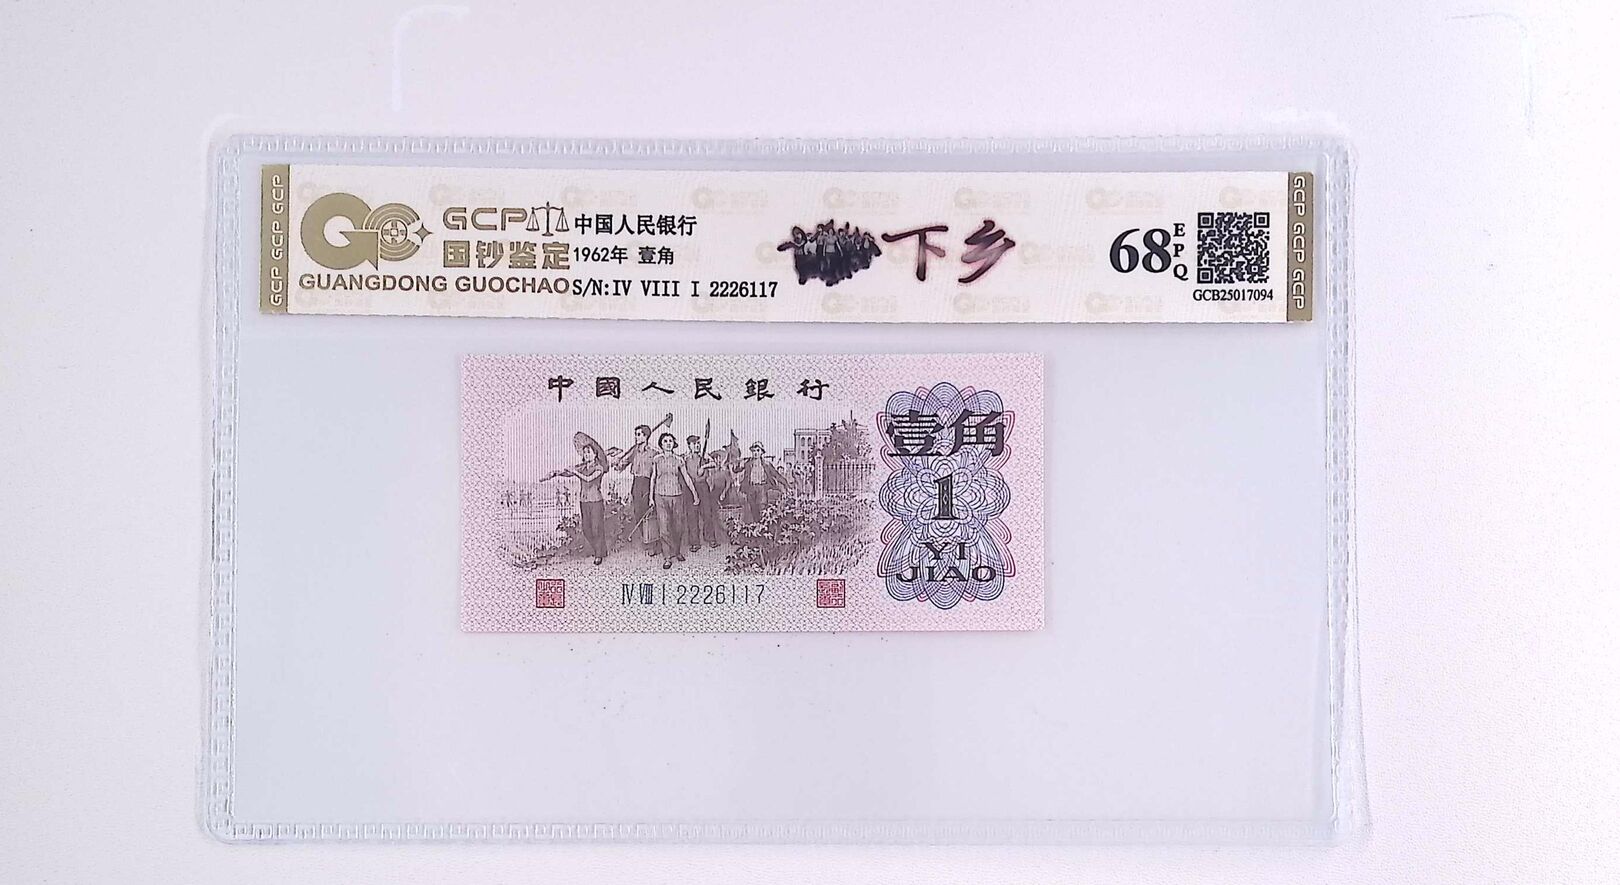 GCP GCP GCP
GCP
国钞鉴定
GUANGDONG GUOCHAO
中国人民银行
1962年 壹角
S/N:IV VIII I 2226117
下乡
68
EPQ
GCB25017094
GCP GCP GCP
中國人民銀行
壹角
1
YI
JIAO
IV VIII I 2226117